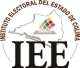 INSTITUTO ELECTORAL DEL ESTADO DE COLIMA
IEE